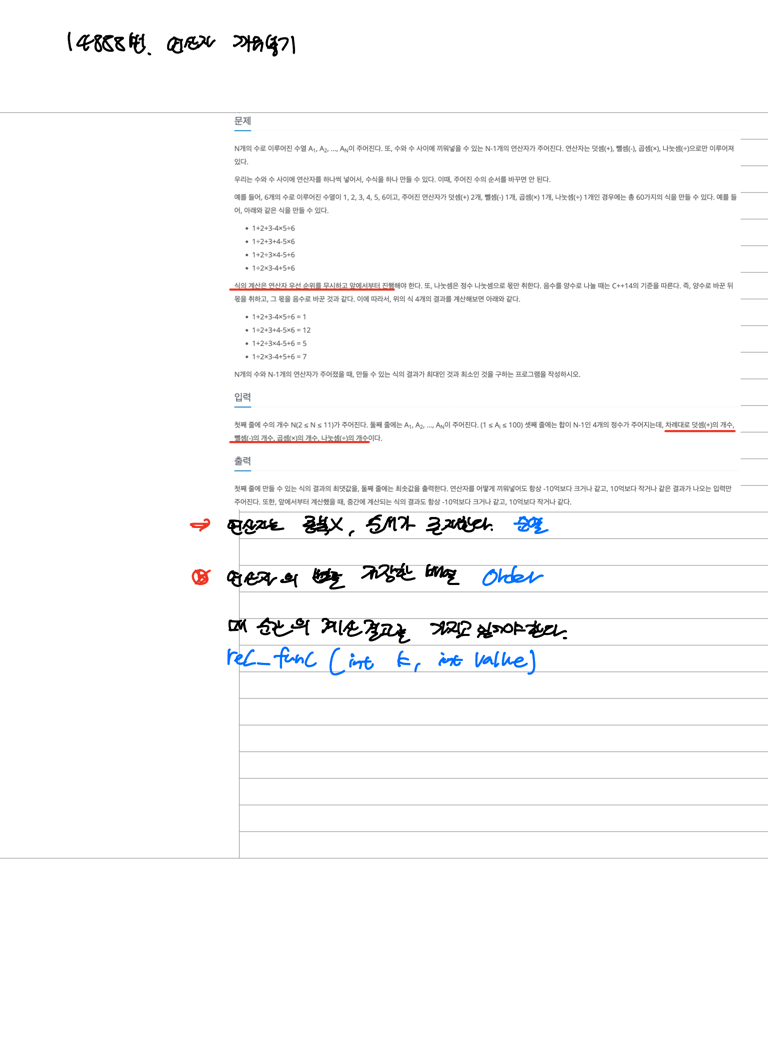 14888번. 연산자 끼워넣기
문제
N개의 수로 이루어진 수열 A1, A2, ..., AN이 주어진다. 또, 수와 수 사이에 끼워넣을 수 있는 N-1개의 연산자가 주어진다. 연산자는 덧셈(+), 뺄셈(-), 곱셈(×), 나눗셈(÷)으로만 이루어져
있다.
우리는 수와 수 사이에 연산자를 하나씩 넣어서, 수식을 하나 만들 수 있다. 이때, 주어진 수의 순서를 바꾸면 안 된다.
예를 들어, 6개의 수로 이루어진 수열이 1, 2, 3, 4, 5, 6이고, 주어진 연산자가 덧셈(+) 2개, 뺄셈(-) 1개, 곱셈(×) 1개, 나눗셈(÷) 1개인 경우에는 총 60가지의 식을 만들 수 있다. 예를 들
어, 아래와 같은 식을 만들 수 있다.
• 1+2+3-4×5÷6
• 1÷2+3+4-5×6
• 1+2÷3×4-5+6
• 1÷2×3-4+5+6
식의 계산은 연산자 우선 순위를 무시하고 앞에서부터 진행해야 한다. 또, 나눗셈은 정수 나눗셈으로 몫만 취한다. 음수를 양수로 나눌 때는 C++14의 기준을 따른다. 즉, 양수로 바꾼 뒤
몫을 취하고, 그 몫을 음수로 바꾼 것과 같다. 이에 따라서, 위의 식 4개의 결과를 계산해보면 아래와 같다.
• 1+2+3-4×5÷6 = 1
• 1÷2+3+4-5×6 = 12
• 1+2÷3×4-5+6 = 5
• 1÷2×3-4+5+6 = 7
N개의 수와 N-1개의 연산자가 주어졌을 때, 만들 수 있는 식의 결과가 최대인 것과 최소인 것을 구하는 프로그램을 작성하시오.
입력
첫째 줄에 수의 개수 N(2 ≤ N ≤ 11)가 주어진다. 둘째 줄에는 A1, A2, ..., AN이 주어진다. (1 ≤ Ai ≤ 100) 셋째 줄에는 합이 N-1인 4개의 정수가 주어지는데, 차례대로 덧셈(+)의 개수,
뺄셈(-)의 개수, 곱셈(×)의 개수, 나눗셈(÷)의 개수이다.
출력
첫째 줄에 만들 수 있는 식의 결과의 최댓값을, 둘째 줄에는 최솟값을 출력한다. 연산자를 어떻게 끼워넣어도 항상 -10억보다 크거나 같고, 10억보다 작거나 같은 결과가 나오는 입력만
주어진다. 또한, 앞에서부터 계산했을 때, 중간에 계산되는 식의 결과도 항상 -10억보다 크거나 같고, 10억보다 작거나 같다.
→ 연산자는 중복X, 순서가 존재한다. 순열
연산자의 번호를 저장한 배열 Order
매 순간의 계산 결과를 가지고 있어야 한다.
rec_func (int k, int value)